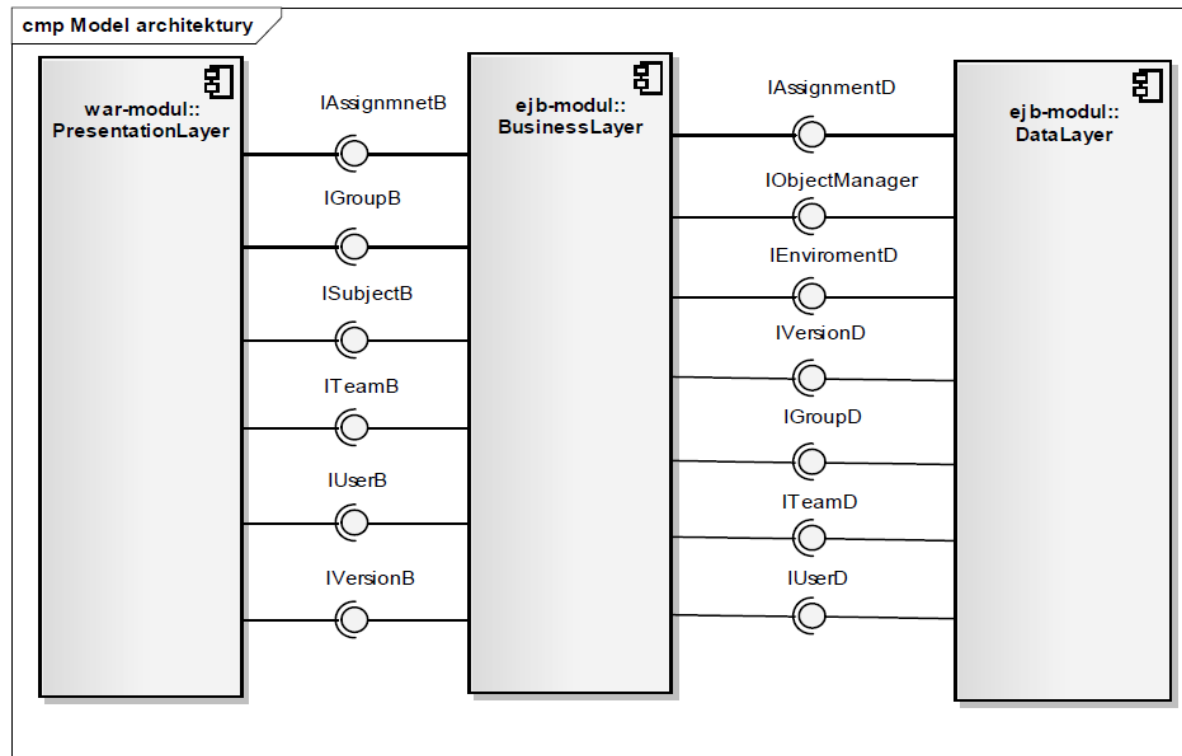 cmp Model architektury
war-modul::
PresentationLayer
IAssignmnetB
IGroupB
ISubjectB
ITeamB
IUserB
IVersionB
ejb-modul::
BusinessLayer
IAssignmentD
IObjectManager
IEnviromentD
IVersionD
IGroupD
ITeamD
IUserD
ejb-modul::
DataLayer